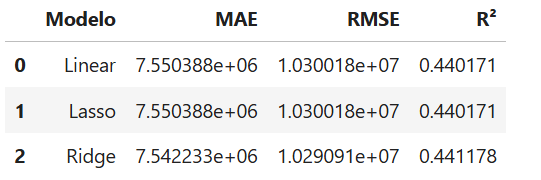 Modelo MAE RMSE R²
0 Linear 7.550388e+06 1.030018e+07 0.440171
1 Lasso 7.550388e+06 1.030018e+07 0.440171
2 Ridge 7.542233e+06 1.029091e+07 0.441178